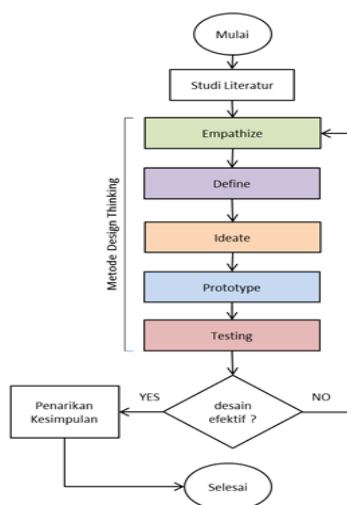 Mulai
Studi Literatur
Metode Design Thinking
Empathize
Define
Ideate
Prototype
Testing
YES
desain
efektif ?
NO
Penarikan
Kesimpulan
Selesai